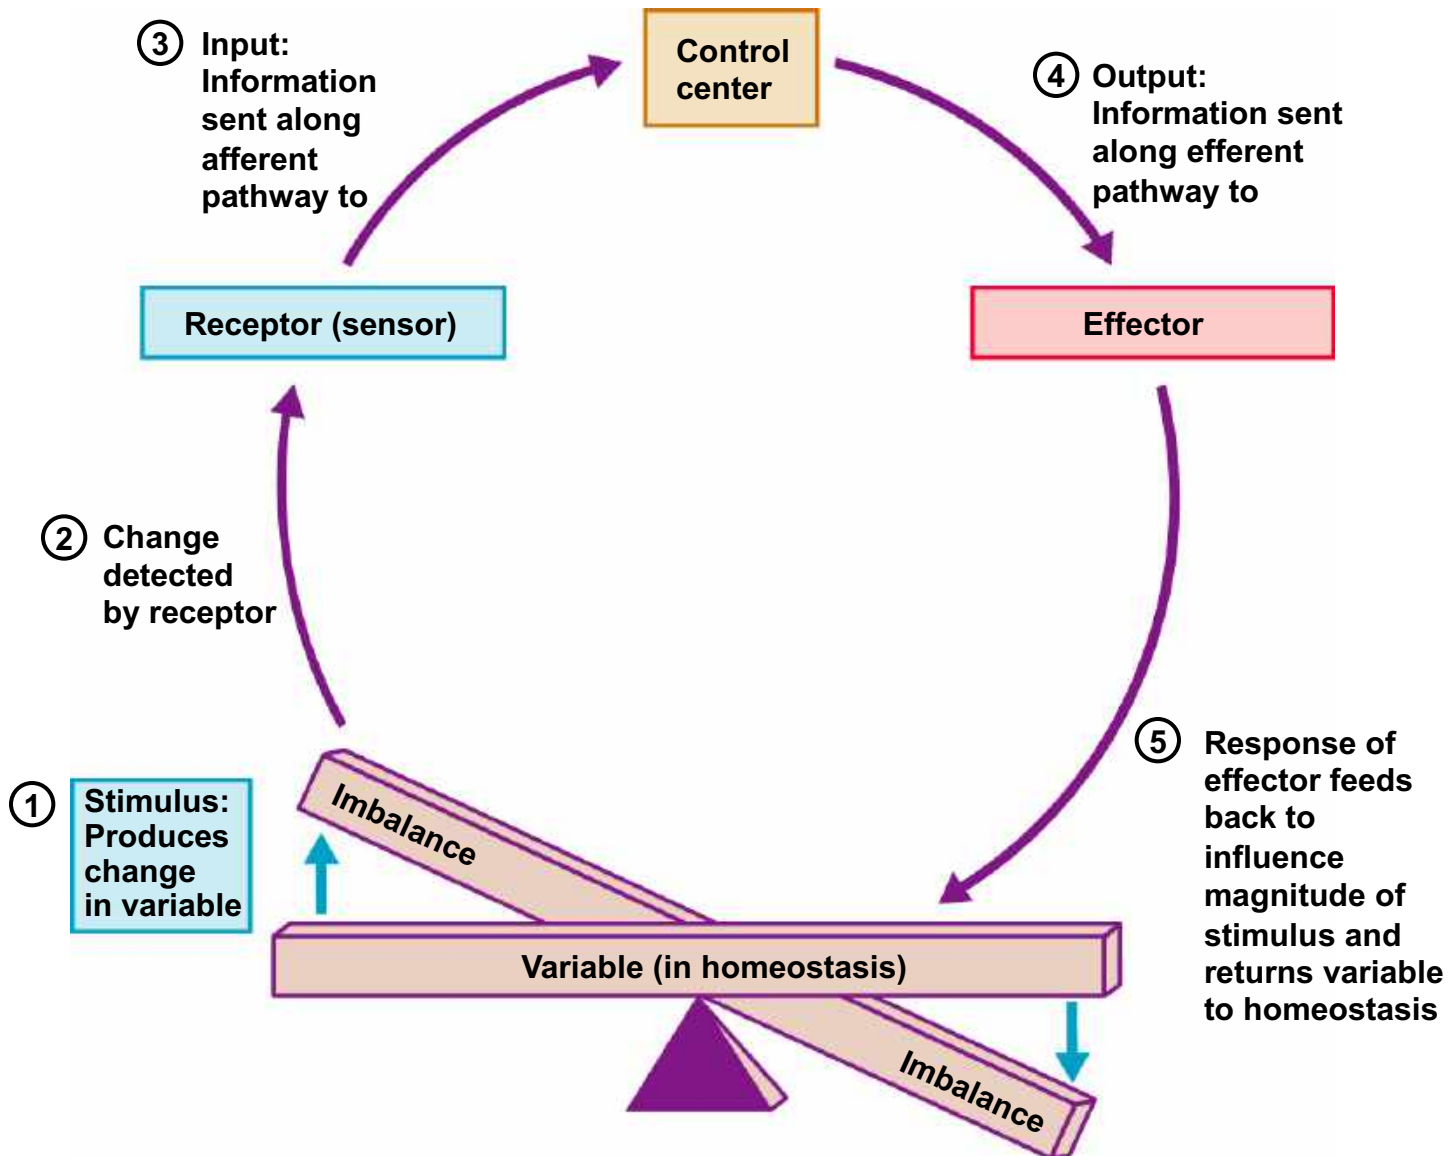 3 Input:
Information
sent along
afferent
pathway to
Control
center
4 Output:
Information sent
along efferent
pathway to
Receptor (sensor)
Effector
2 Change
detected
by receptor
1 Stimulus:
Produces
change
in variable
Imbalance
Variable (in homeostasis)
Imbalance
5 Response of
effector feeds
back to
influence
magnitude of
stimulus and
returns variable
to homeostasis